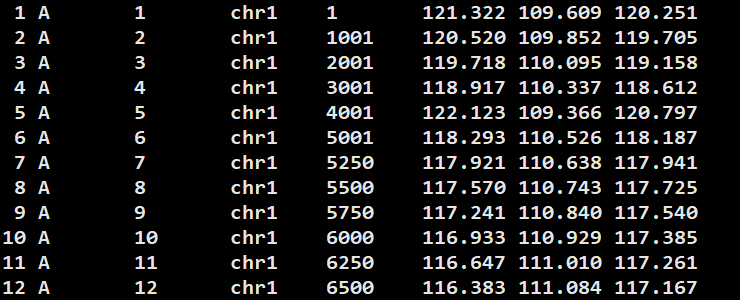 1 A 1 chr1 1 121.322 109.609 120.251
2 A 2 chr1 1001 120.520 109.852 119.705
3 A 3 chr1 2001 119.718 110.095 119.158
4 A 4 chr1 3001 118.917 110.337 118.612
5 A 5 chr1 4001 122.123 109.366 120.797
6 A 6 chr1 5001 118.293 110.526 118.187
7 A 7 chr1 5250 117.921 110.638 117.941
8 A 8 chr1 5500 117.570 110.743 117.725
9 A 9 chr1 5750 117.241 110.840 117.540
10 A 10 chr1 6000 116.933 110.929 117.385
11 A 11 chr1 6250 116.647 111.010 117.261
12 A 12 chr1 6500 116.383 111.084 117.167